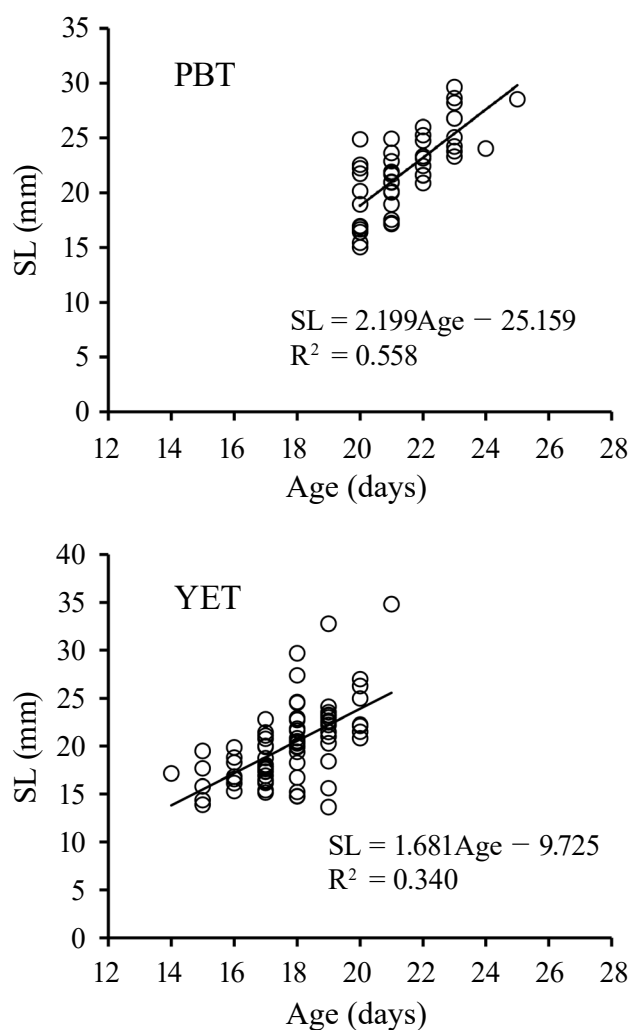 35
30
25
20
15
10
5
0
SL (mm)
PBT
SL = 2.199Age − 25.159
R² = 0.558
12 14 16 18 20 22 24 26 28
Age (days)
40
35
30
25
20
15
10
5
0
SL (mm)
YET
SL = 1.681Age − 9.725
R² = 0.340
12 14 16 18 20 22 24 26 28
Age (days)